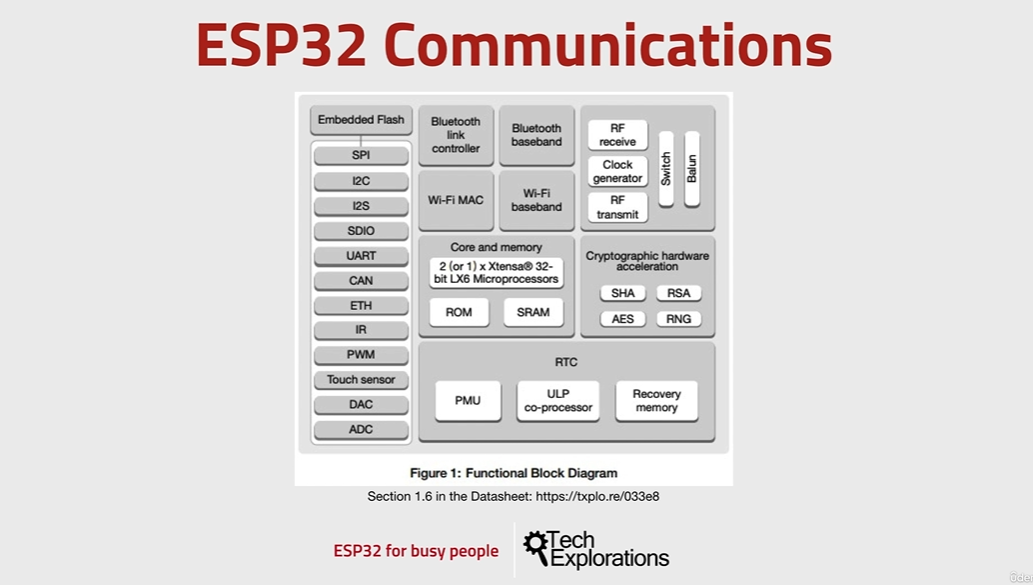 ESP32 Communications
Embedded Flash
SPI
I2C
I2S
SDIO
UART
CAN
ETH
IR
PWM
Touch sensor
DAC
ADC
Bluetooth
link
controller
Bluetooth
baseband
Wi-Fi MAC
Wi-Fi
baseband
RF
receive
Clock
generator
RF
transmit
Switch
Balun
Core and memory
2 (or 1) x Xtensa® 32-
bit LX6 Microprocessors
ROM
SRAM
Cryptographic hardware
acceleration
SHA
RSA
AES
RNG
RTC
PMU
ULP
co-processor
Recovery
memory
Figure 1: Functional Block Diagram
Section 1.6 in the Datasheet: https://txplo.re/033e8
ESP32 for busy people
Tech
Explorations